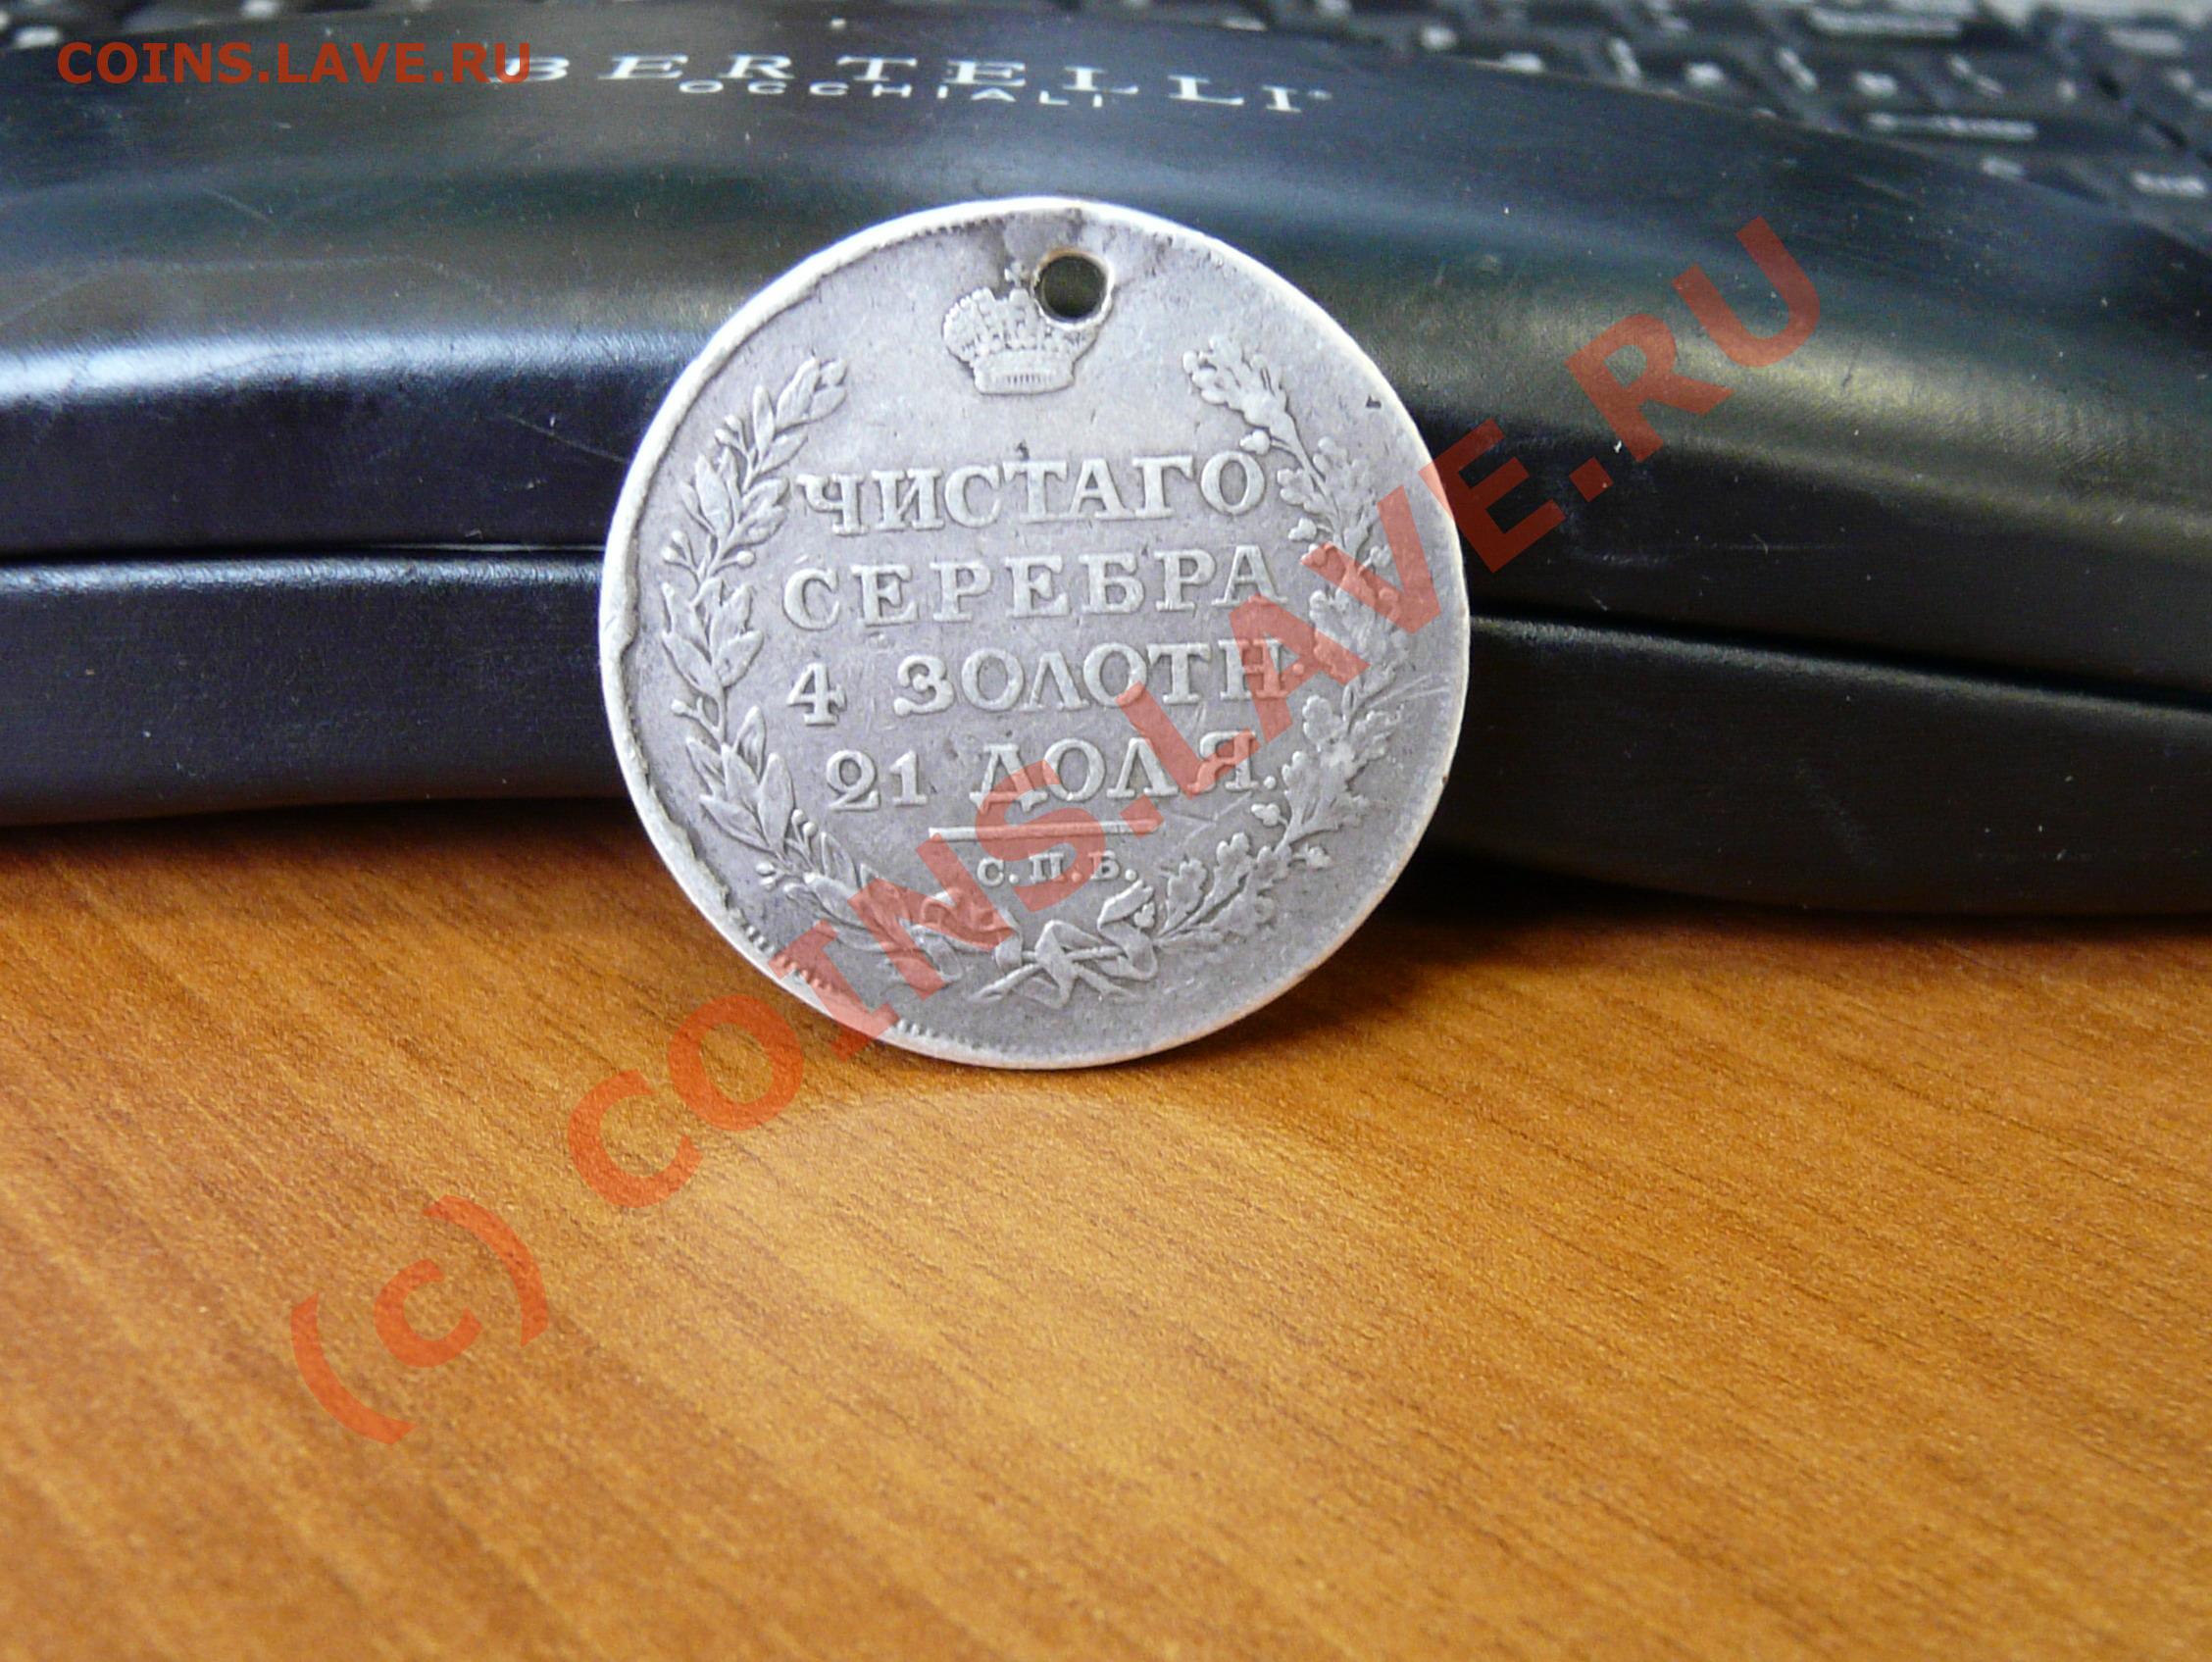 COINS.LAVE.RU
BERTELLI
OCCHIALI
ЧИСТАГО
СЕРЕБРА
4 ЗОЛОТН.
21 ДОЛЯ.
С. П. Б.
(c) COINS.LAVE.RU